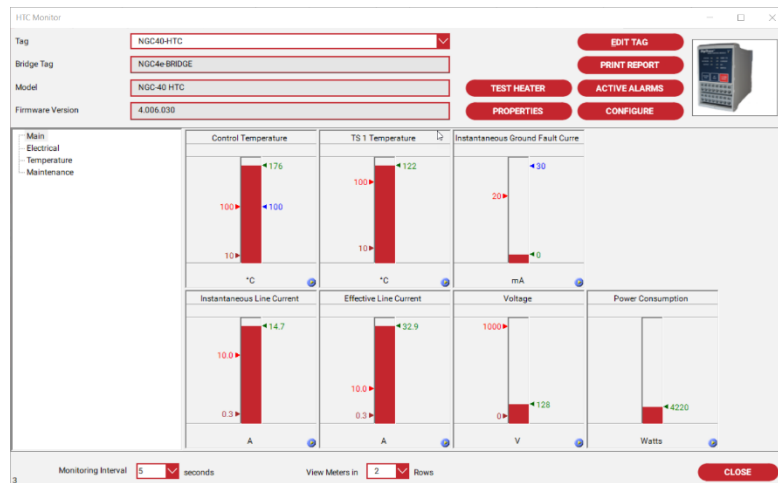 HTC Monitor
Tag
NGC40-HTC
EDIT TAG
Bridge Tag
NGC4e-BRIDGE
PRINT REPORT
Model
NGC-40 HTC
TEST HEATER
ACTIVE ALARMS
Firmware Version
4.006.030
PROPERTIES
CONFIGURE
Main
Electrical
Temperature
Maintenance
Control Temperature
176
100
100
10
°C
TS 1 Temperature
122
100
10
°C
Instantaneous Ground Fault Curre
30
20
0
mA
Instantaneous Line Current
14.7
10.0
0.3
A
Effective Line Current
32.9
10.0
0.3
A
Voltage
1000
128
0
V
Power Consumption
4220
Watts
Monitoring Interval 5 seconds
View Meters in 2 Rows
CLOSE
3